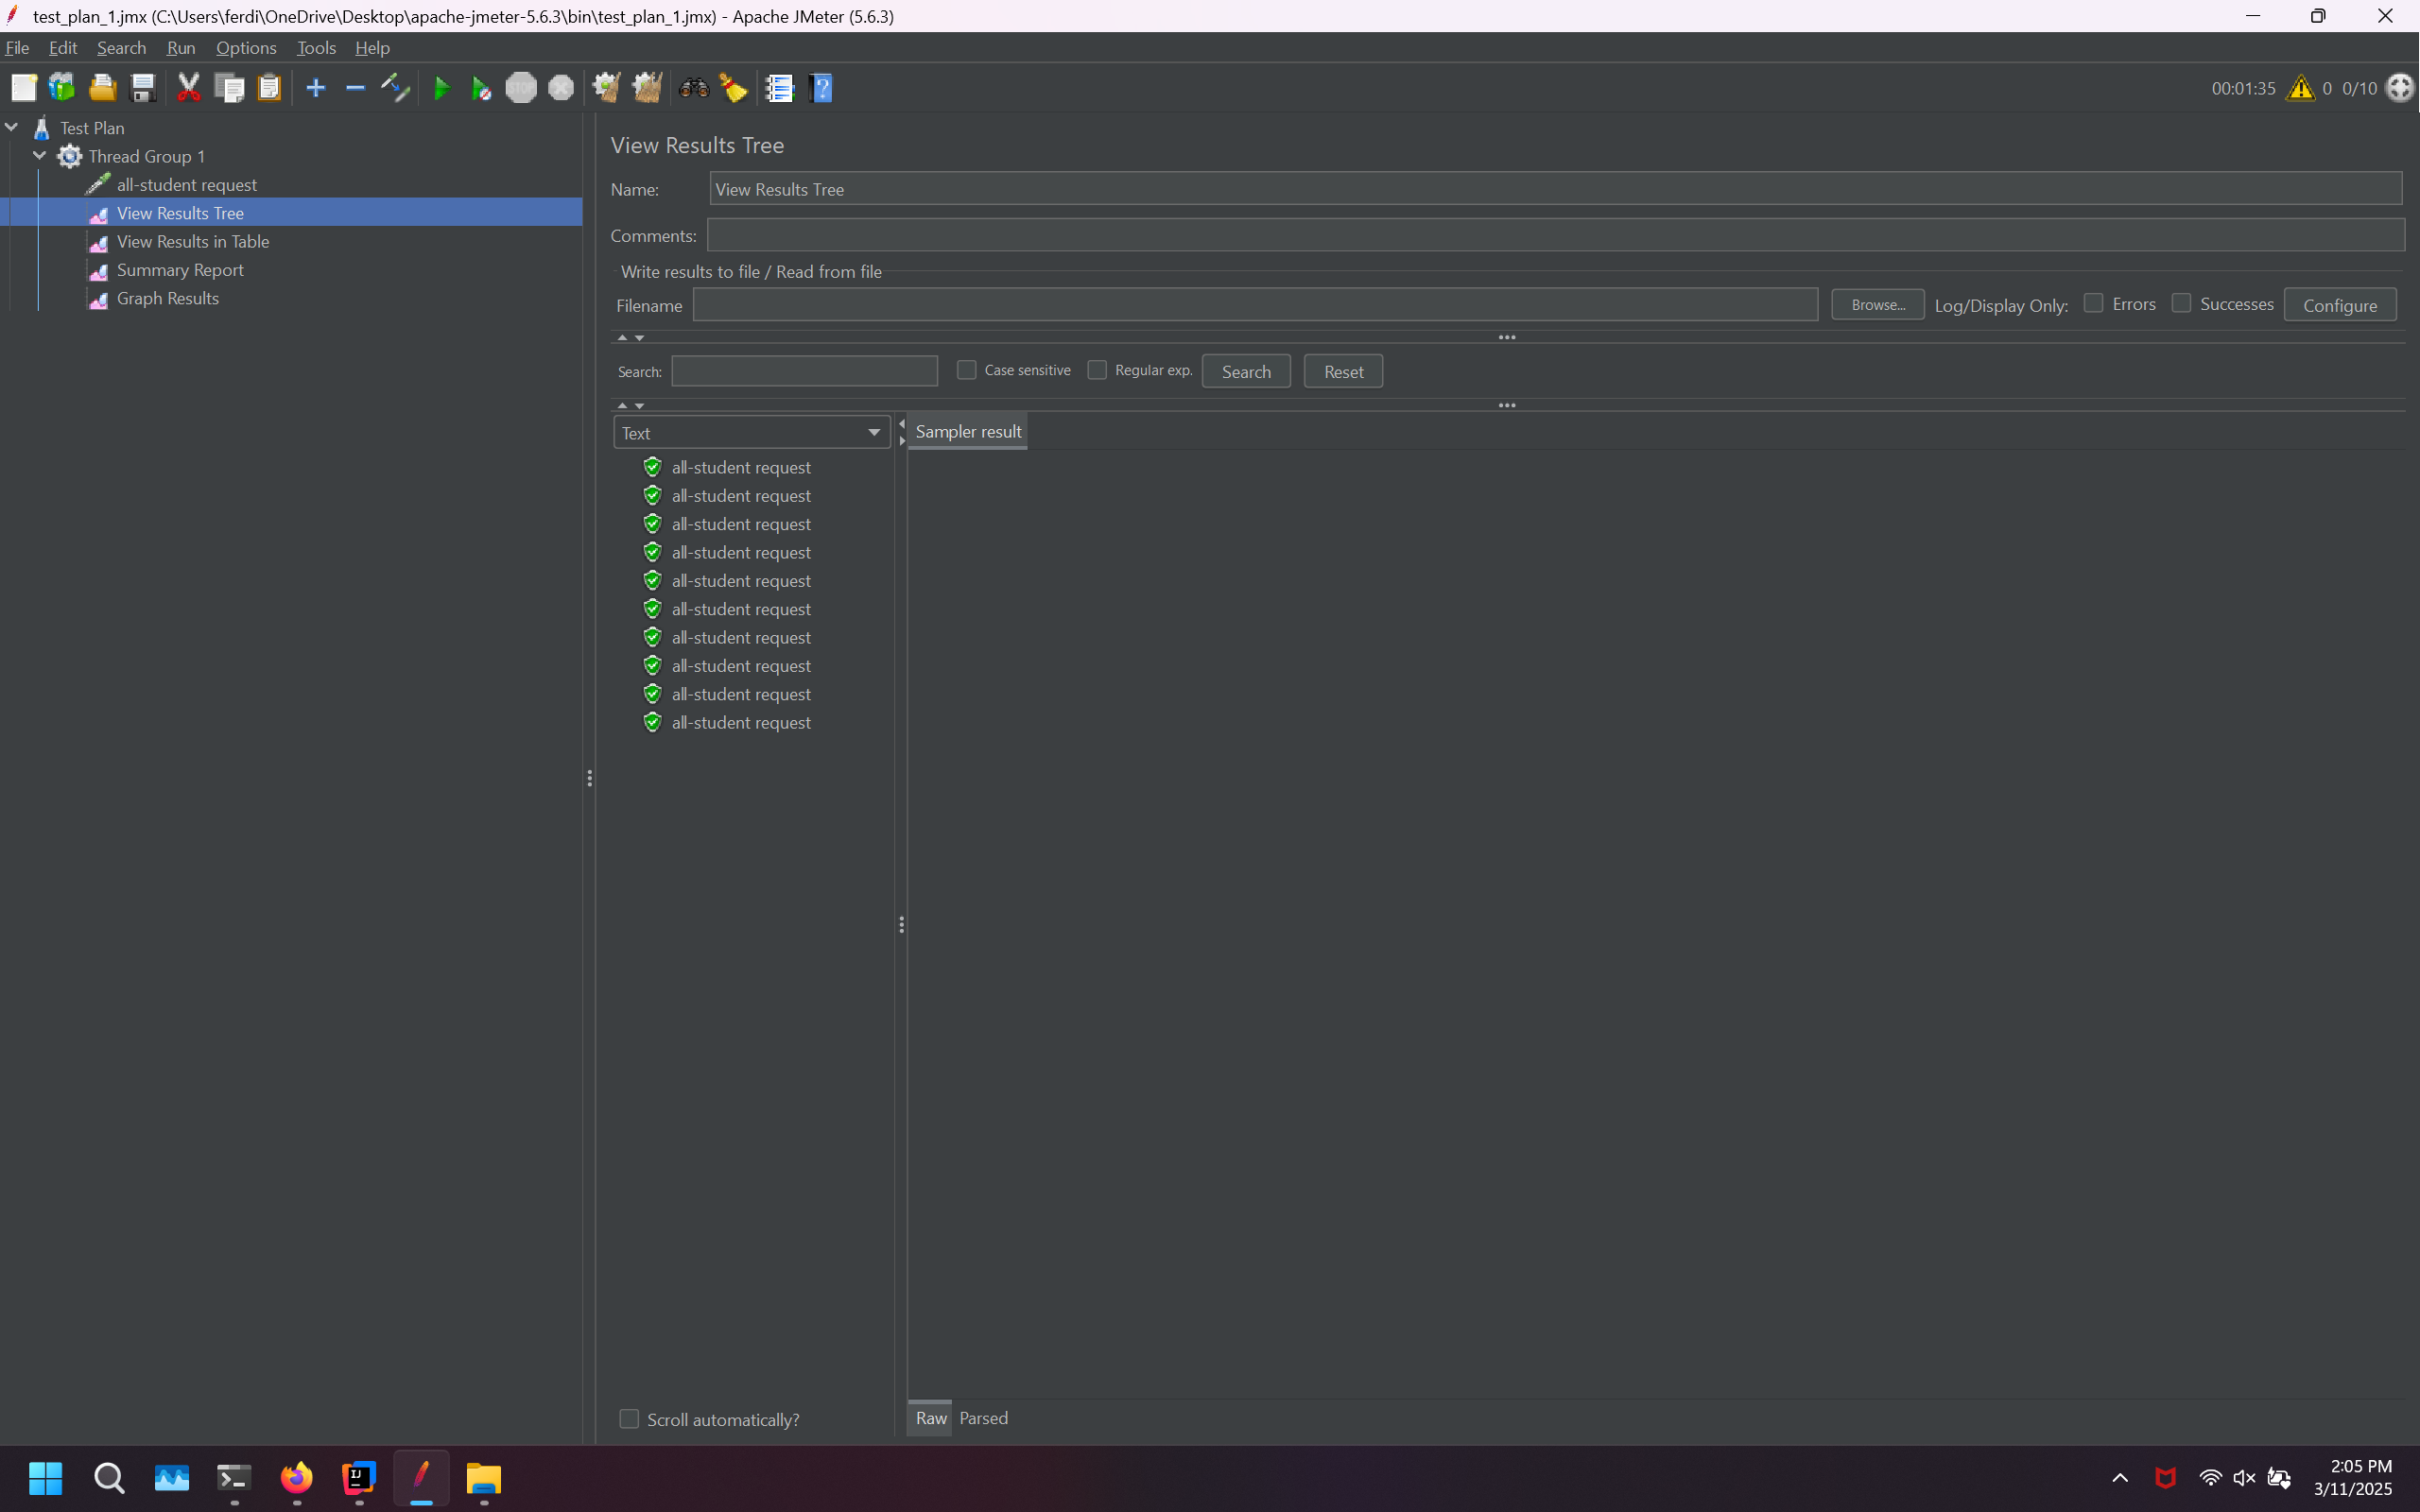 test_plan_1.jmx (C:\Users\ferdi\OneDrive\Desktop\apache-jmeter-5.6.3\bin\test_plan_1.jmx) - Apache JMeter (5.6.3)
File Edit Search Run Options Tools Help
STOP
00:01:35 0 0/10
Test Plan
Thread Group 1
all-student request
View Results Tree
View Results in Table
Summary Report
Graph Results
View Results Tree
Name: View Results Tree
Comments:
Write results to file / Read from file
Filename Browse... Log/Display Only: Errors Successes Configure
Search: Case sensitive Regular exp. Search Reset
Text
Sampler result
all-student request
all-student request
all-student request
all-student request
all-student request
all-student request
all-student request
all-student request
all-student request
all-student request
Scroll automatically?
Raw Parsed
IJ
2:05 PM
3/11/2025